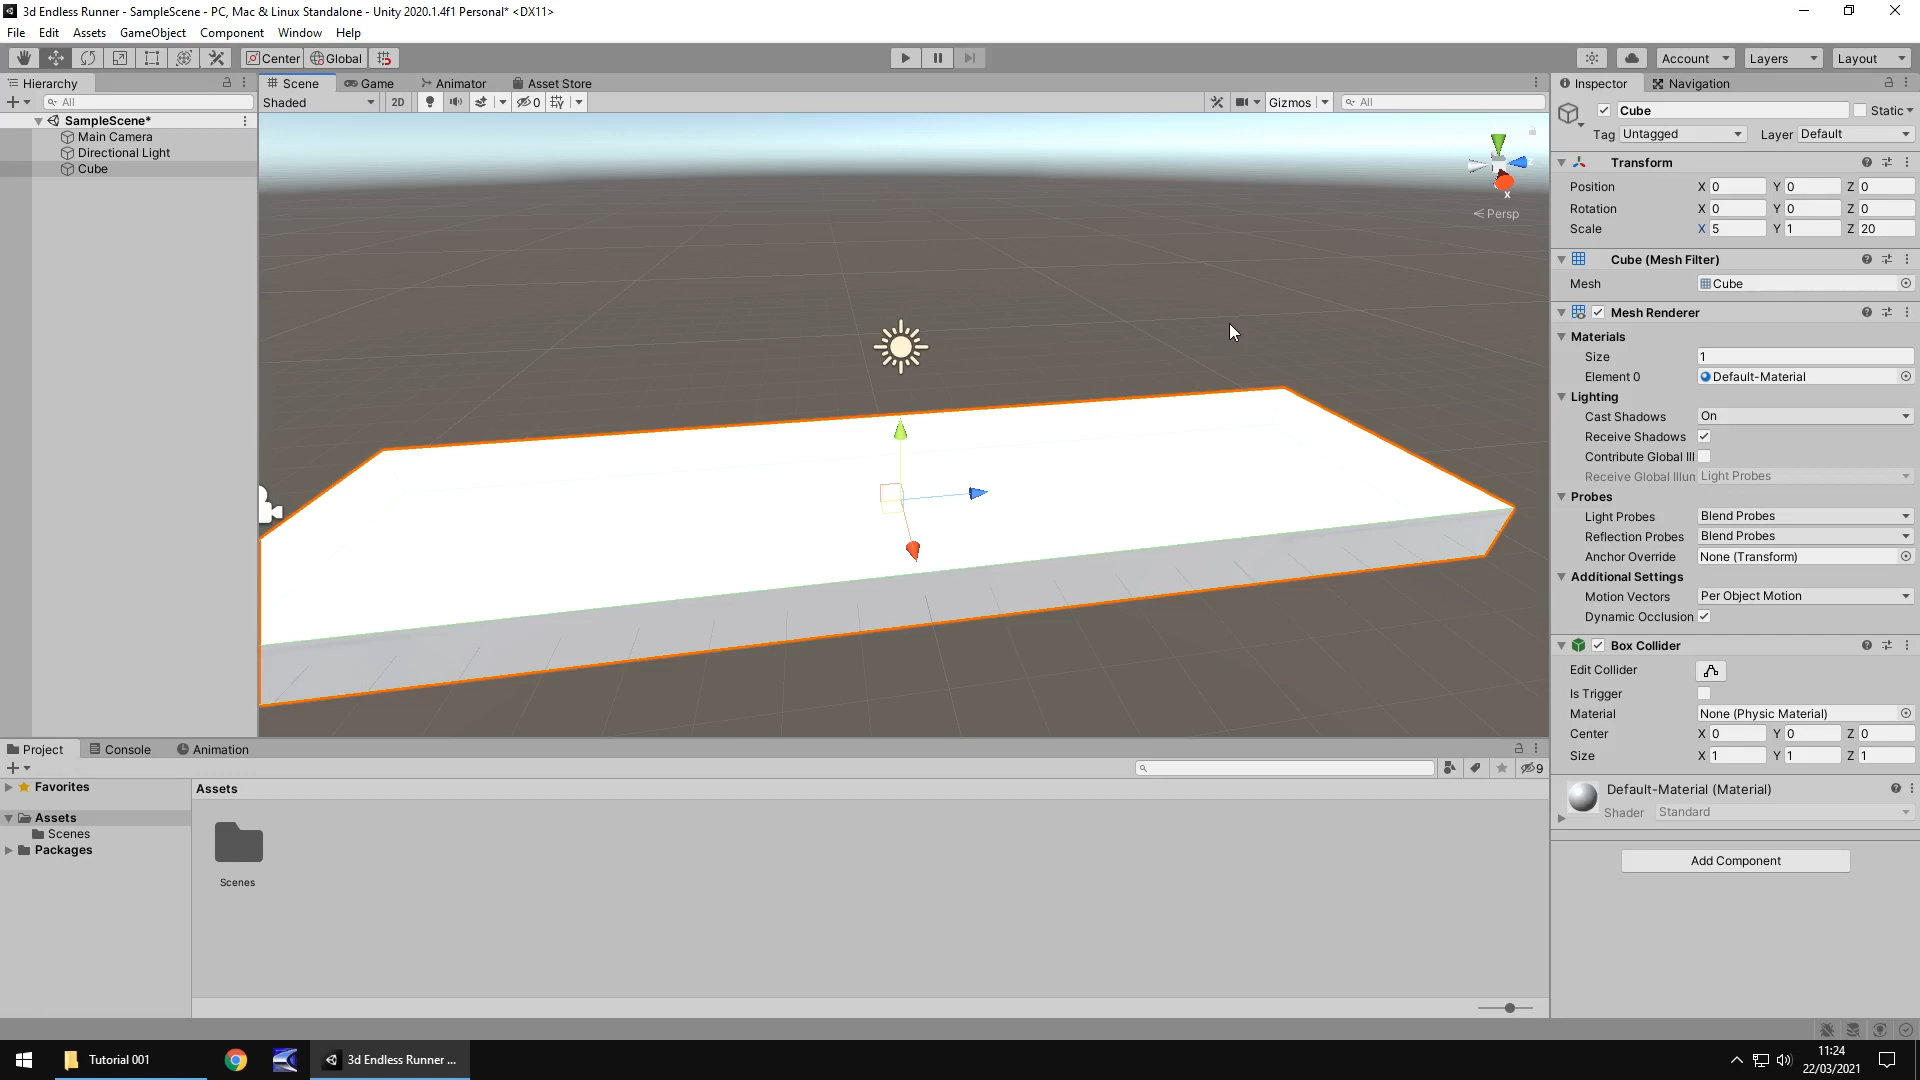 3d Endless Runner - SampleScene - PC, Mac & Linux Standalone - Unity 2020.1.4f1 Personal* <DX11>
File Edit Assets GameObject Component Window Help
Center Global Account Layers Layout
Hierarchy Scene Game Animator Asset Store Inspector Navigation
All Shaded 2D 0 Gizmos All
Cube Static
SampleScene*
Main Camera
Directional Light
Cube
Tag Untagged Layer Default
Transform
Position X 0 Y 0 Z 0
Rotation X 0 Y 0 Z 0
Scale X 5 Y 1 Z 20
x
Persp
Cube (Mesh Filter)
Mesh Cube
Mesh Renderer
Materials
Size 1
Element 0 Default-Material
Lighting
Cast Shadows On
Receive Shadows
Contribute Global Ill
Receive Global Illun Light Probes
Probes
Light Probes Blend Probes
Reflection Probes Blend Probes
Anchor Override None (Transform)
Additional Settings
Motion Vectors Per Object Motion
Dynamic Occlusion
Box Collider
Edit Collider
Is Trigger
Material None (Physic Material)
Center X 0 Y 0 Z 0
Size X 1 Y 1 Z 1
Default-Material (Material)
Shader Standard
Add Component
Project Console Animation
9
Favorites
Assets
Scenes
Packages
Assets
Scenes
Tutorial 001
3d Endless Runner ...
11:24
22/03/2021